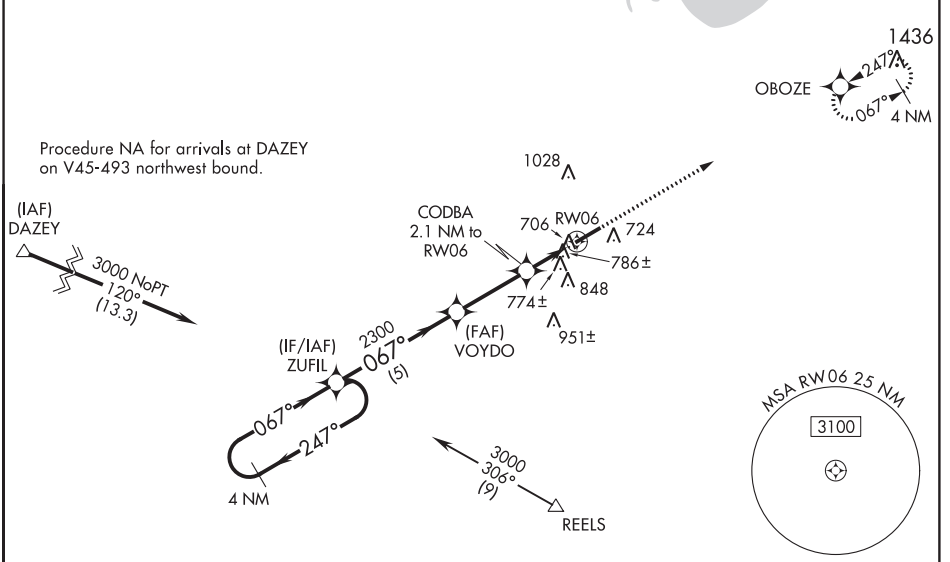 1436
247°
OBOZE
067°
4 NM
Procedure NA for arrivals at DAZEY
on V45-493 northwest bound.
1028
(IAF)
DAZEY
CODBA
2.1 NM to
RW06
706
RW06
724
786±
3000 NoPT
120°
(13.3)
774±
848
951±
(FAF)
VOYDO
2300
067°
(5)
(IF/IAF)
ZUFIL
067°
247°
4 NM
3000
306°
(9)
REELS
MSA RW06 25 NM
3100